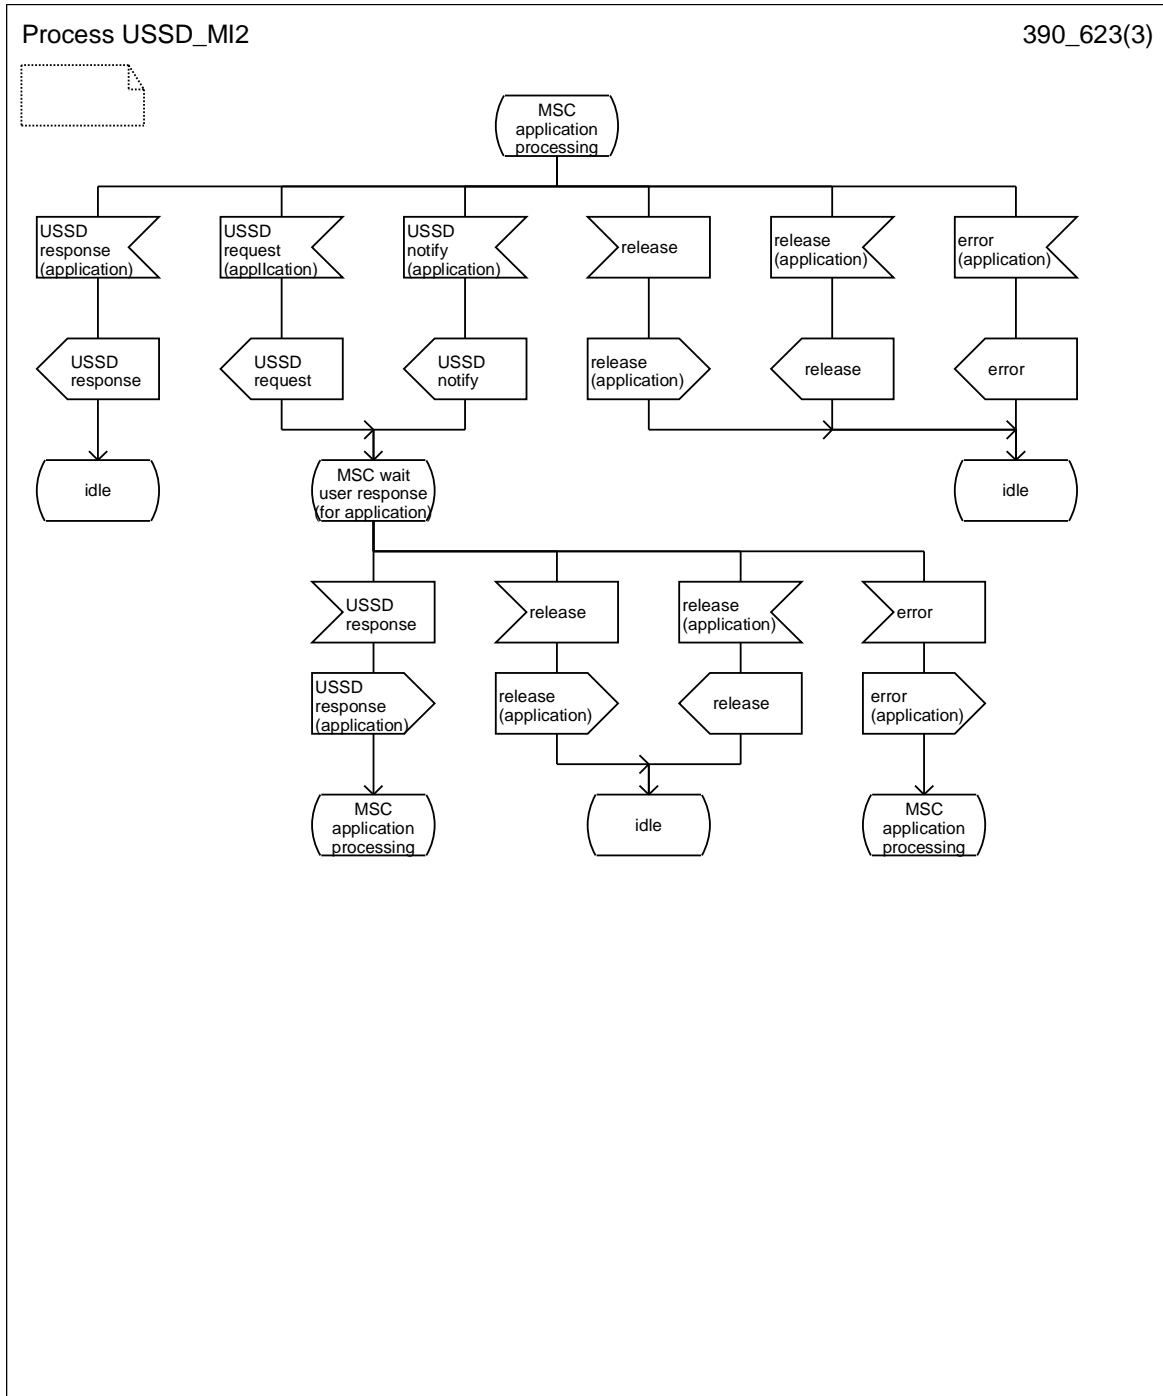 Process USSD_MI2
390_623(3)
MSC
application
processing
USSD
response
(application)
USSD
request
(appllcation)
USSD
notify
(application)
release
release
(application)
error
(application)
USSD
response
USSD
request
USSD
notify
release
(application)
release
error
idle
MSC wait
user response
(for application)
idle
USSD
response
release
release
(application)
error
USSD
response
(application)
release
(application)
release
error
(application)
MSC
application
processing
idle
MSC
application
processing